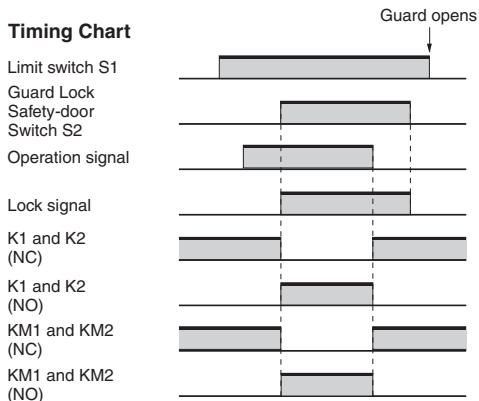 Guard opens
Timing Chart
Limit switch S1
Guard Lock
Safety-door
Switch S2
Operation signal
Lock signal
K1 and K2
(NC)
K1 and K2
(NO)
KM1 and KM2
(NC)
KM1 and KM2
(NO)